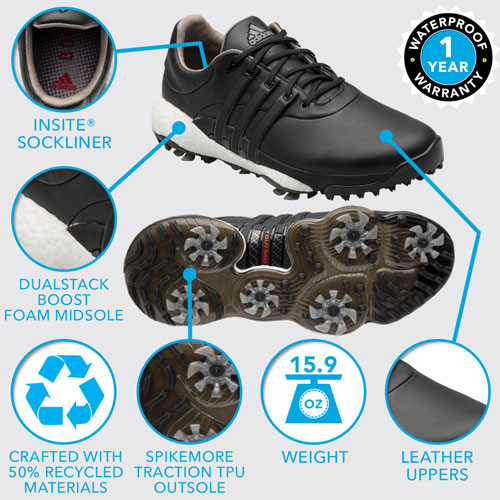 WATERPROOF
1
YEAR
WARRANTY
adidas
INSITE®
SOCKLINER
DUALSTACK
BOOST
FOAM MIDSOLE
15.9
OZ
CRAFTED WITH
50% RECYCLED
MATERIALS
SPIKEMORE
TRACTION TPU
OUTSOLE
WEIGHT
LEATHER
UPPERS